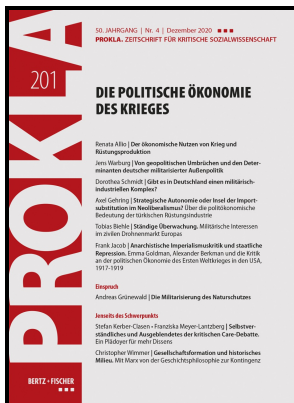 PROKLA
201
50. JAHRGANG | Nr. 4 | Dezember 2020
PROKLA. ZEITSCHRIFT FÜR KRITISCHE SOZIALWISSENSCHAFT
DIE POLITISCHE ÖKONOMIE
DES KRIEGES
Renata Allio | Der ökonomische Nutzen von Krieg und
Rüstungsproduktion
Jens Warburg | Von geopolitischen Umbrüchen und den Deter-
minanten deutscher militarisierter Außenpolitik
Dorothea Schmidt | Gibt es in Deutschland einen militärisch-
industriellen Komplex?
Axel Gehring | Strategische Autonomie oder Insel der Import-
substitution im Neoliberalismus? Über die politökonomische
Bedeutung der türkischen Rüstungsindustrie
Tobias Biehle | Ständige Überwachung. Militärische Interessen
im zivilen Drohnenmarkt Europas
Frank Jacob | Anarchistische Imperialismuskritik und staatliche
Repression. Emma Goldman, Alexander Berkman und die Kritik
an der politischen Ökonomie des Ersten Weltkrieges in den USA,
1917-1919
Einspruch
Andreas Grünewald | Die Militarisierung des Naturschutzes
Jenseits des Schwerpunkts
Stefan Kerber-Clasen • Franziska Meyer-Lantzberg | Selbstver-
ständliches und Ausgeblendetes der kritischen Care-Debatte.
Ein Plädoyer für mehr Dissens
Christopher Wimmer | Gesellschaftsformation und historisches
Milieu. Mit Marx von der Geschichtsphilosophie zur Kontingenz
BERTZ + FISCHER